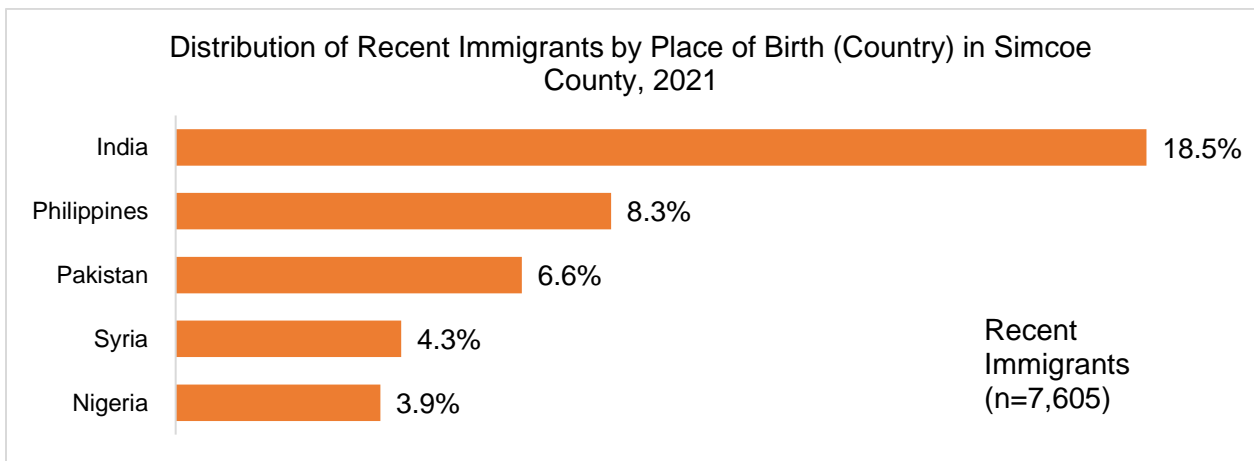 Distribution of Recent Immigrants by Place of Birth (Country) in Simcoe
County, 2021
India
18.5%
Philippines
8.3%
Pakistan
6.6%
Syria
4.3%
Nigeria
3.9%
Recent
Immigrants
(n=7,605)